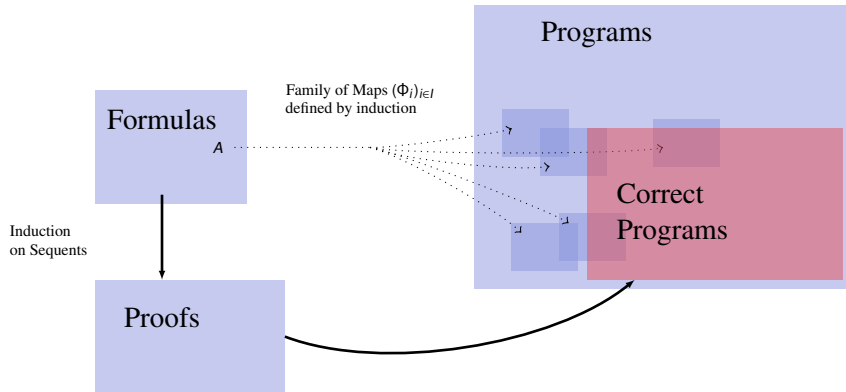 Programs
Family of Maps (Φi)i∈I
defined by induction
Formulas
A
Correct
Programs
Induction
on Sequents
Proofs